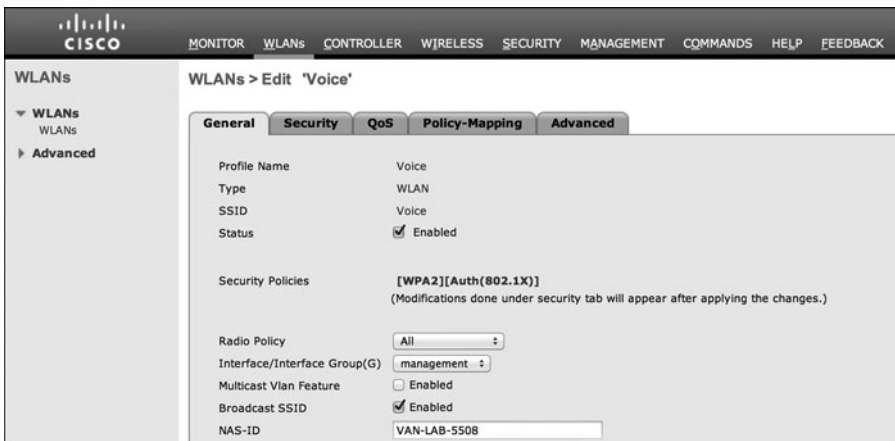 CISCO
MONITOR WLANs CONTROLLER WIRELESS SECURITY MANAGEMENT COMMANDS HELP FEEDBACK
WLANs
WLANs
WLANs
Advanced
WLANs > Edit 'Voice'
General Security QoS Policy-Mapping Advanced
Profile Name Voice
Type WLAN
SSID Voice
Status Enabled
Security Policies [WPA2][Auth(802.1X)]
(Modifications done under security tab will appear after applying the changes.)
Radio Policy All
Interface/Interface Group(G) management
Multicast Vlan Feature Enabled
Broadcast SSID Enabled
NAS-ID VAN-LAB-5508